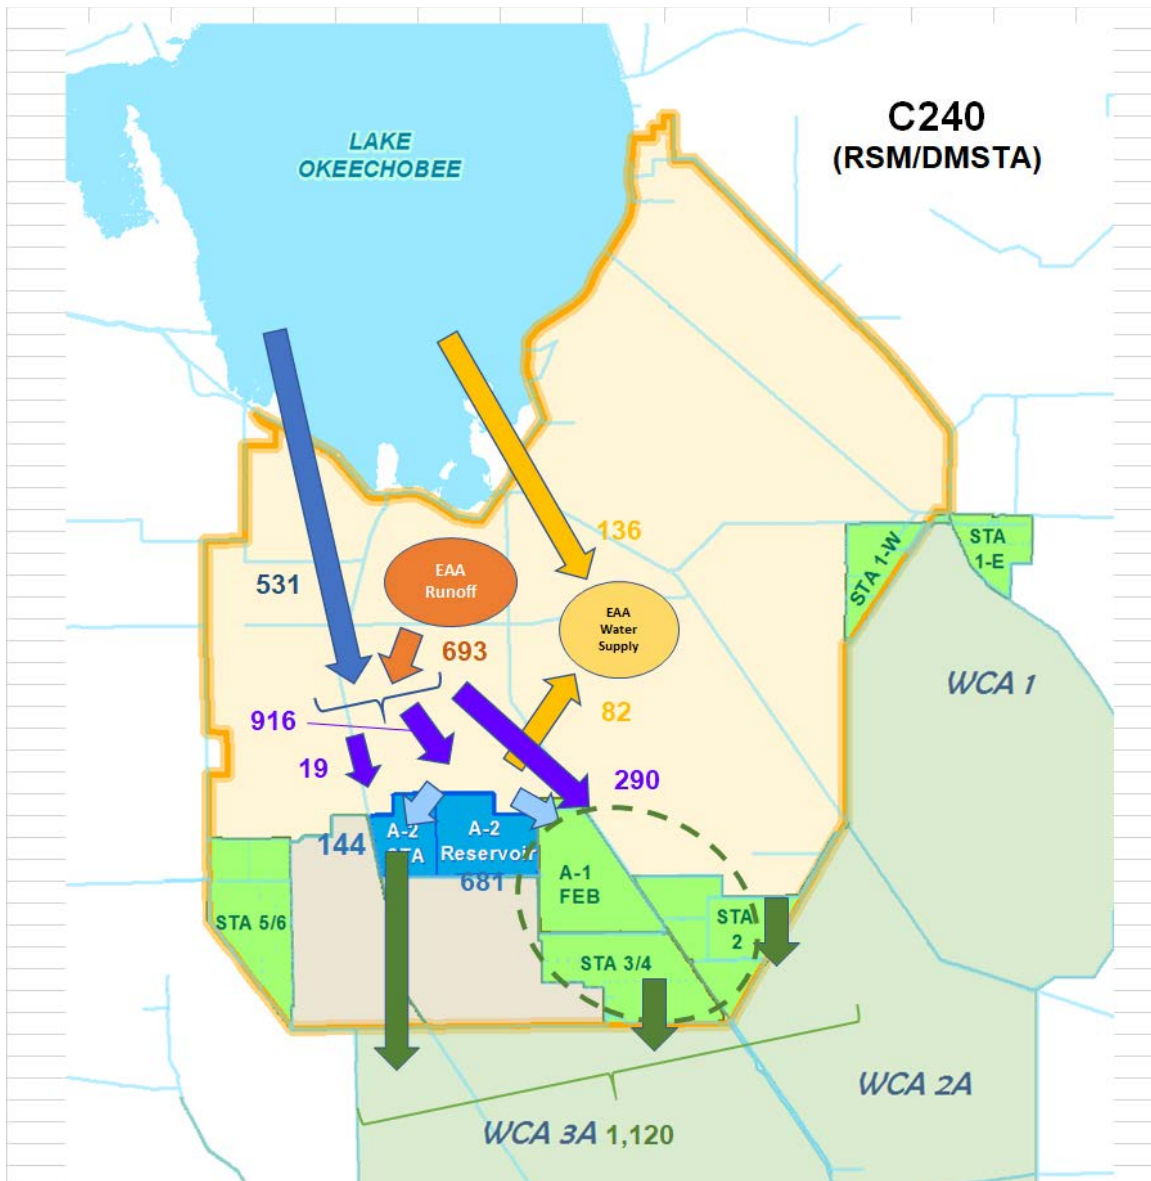 C240
(RSM/DMSTA)
LAKE
OKEECHOBEE
136
531
EAA
Runoff
EAA
Water
Supply
STA 1-W
STA
1-E
693
WCA 1
916
82
19
290
144
A-2
STA
A-2
Reservoir
681
A-1
FEB
STA 5/6
STA
2
STA 3/4
WCA 2A
WCA 3A 1,120